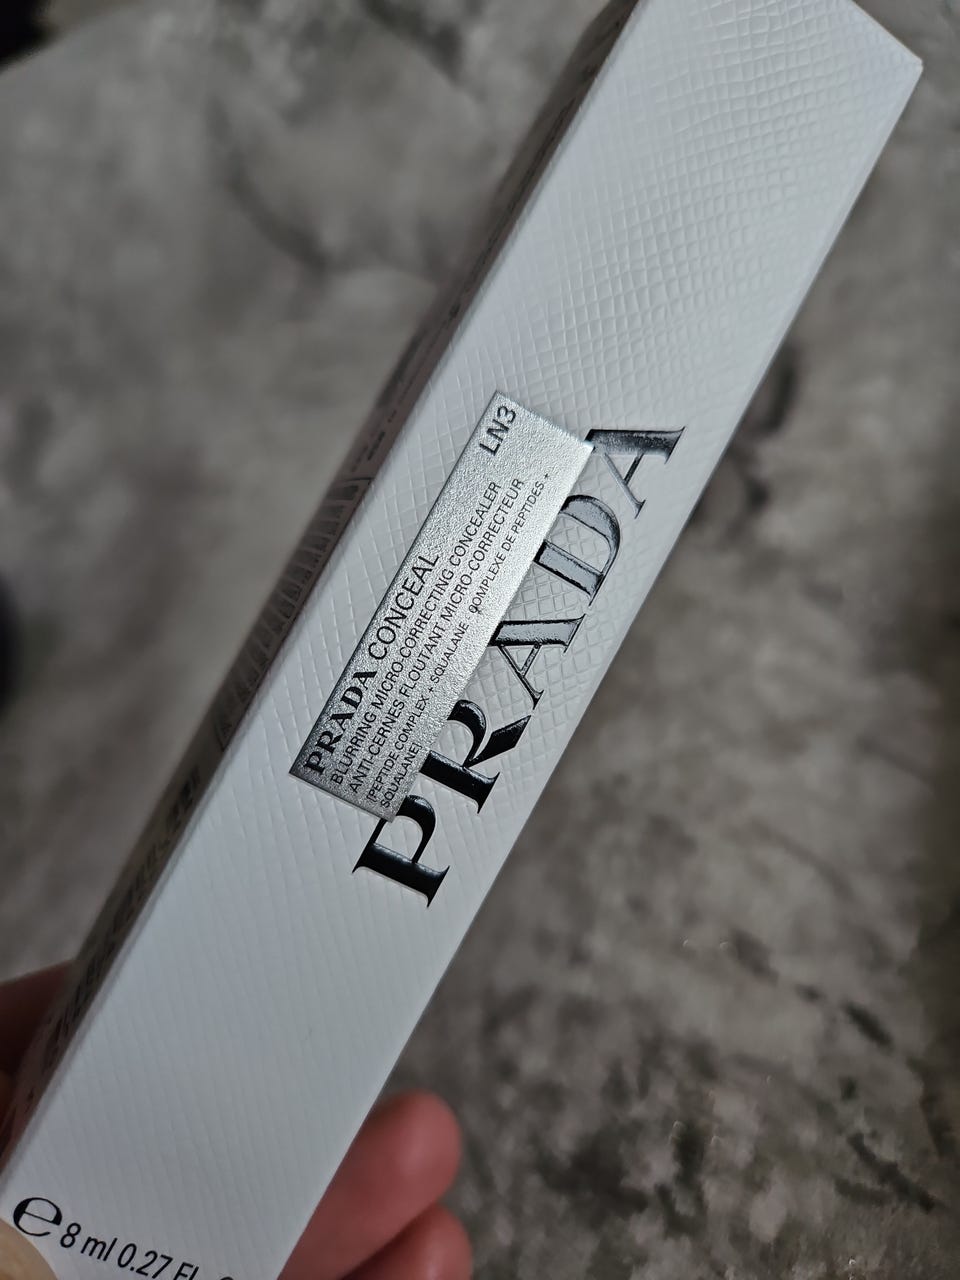 PRADA
PRADA CONCEAL LN3
BLURRING MICRO-CORRECTING CONCEALER
ANTI-CERNES FLOUTANT MICRO-CORRECTEUR
[PEPTIDE COMPLEX + SQUALANE · COMPLEXE DE PEPTIDES +
SQUALANE]
℮ 8 ml 0.27 FL